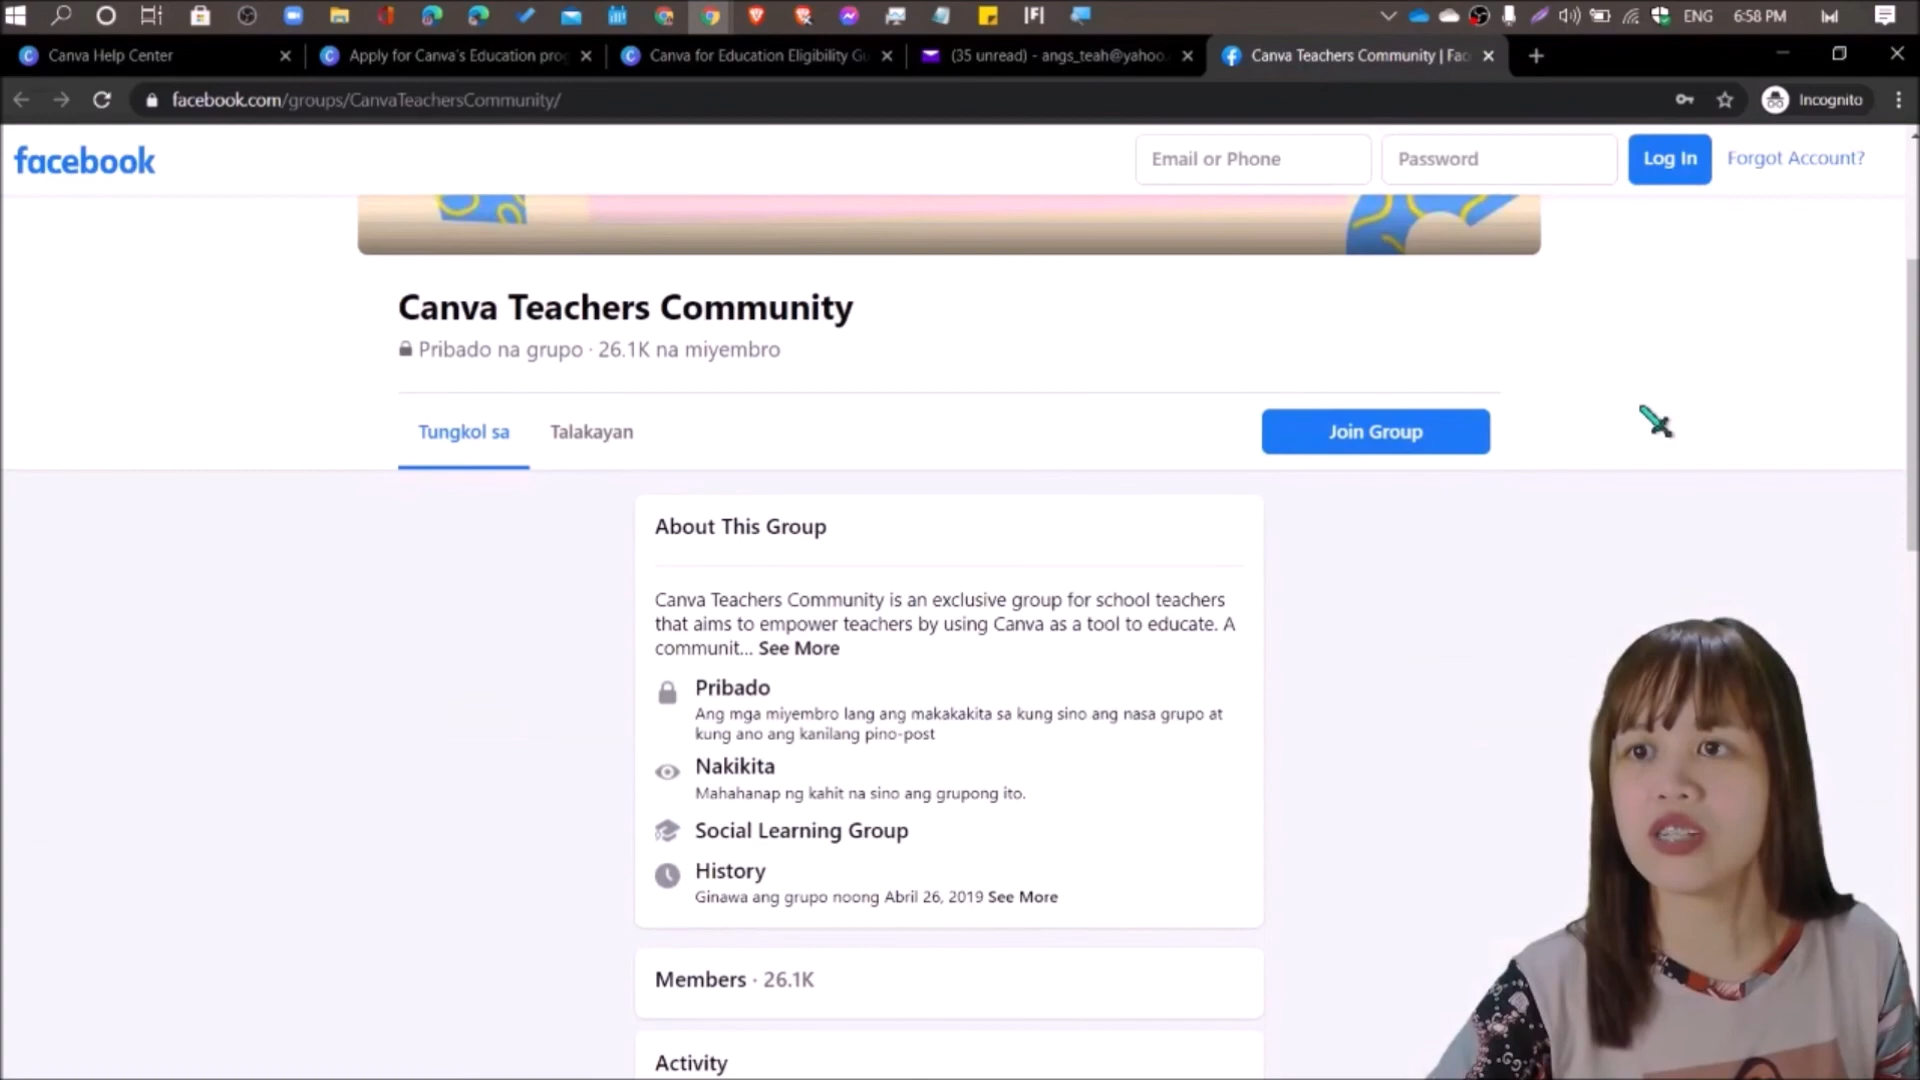 ENG
6:58 PM
Canva Help Center
Apply for Canva's Education prog
Canva for Education Eligibility Gu
(35 unread) - angs_teah@yahoo.
Canva Teachers Community | Fac
facebook.com/groups/CanvaTeachersCommunity/
Incognito
facebook
Email or Phone
Password
Log In
Forgot Account?
Canva Teachers Community
Pribado na grupo · 26.1K na miyembro
Tungkol sa
Talakayan
Join Group
About This Group
Canva Teachers Community is an exclusive group for school teachers
that aims to empower teachers by using Canva as a tool to educate. A
communit... See More
Pribado
Ang mga miyembro lang ang makakakita sa kung sino ang nasa grupo at
kung ano ang kanilang pino-post
Nakikita
Mahahanap ng kahit na sino ang grupong ito.
Social Learning Group
History
Ginawa ang grupo noong Abril 26, 2019 See More
Members · 26.1K
Activity